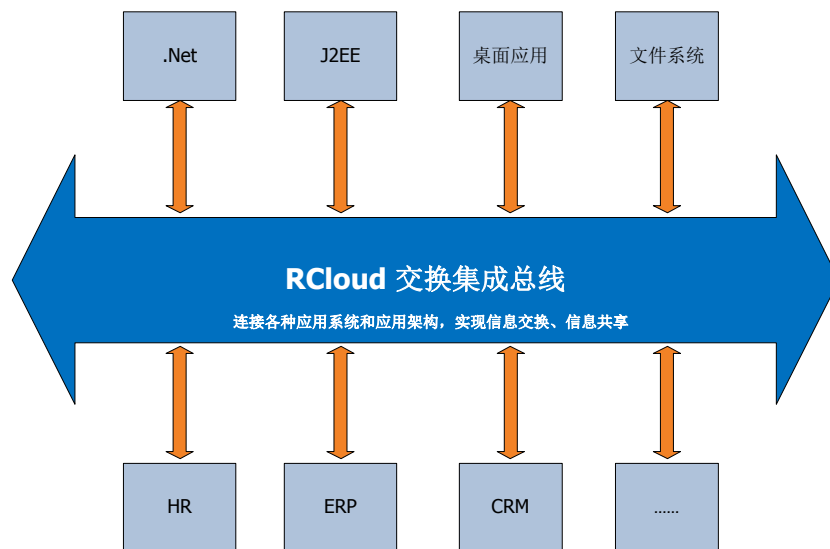 .Net
J2EE
桌面应用
文件系统
RCloud 交换集成总线
连接各种应用系统和应用架构，实现信息交换、信息共享
HR
ERP
CRM
......